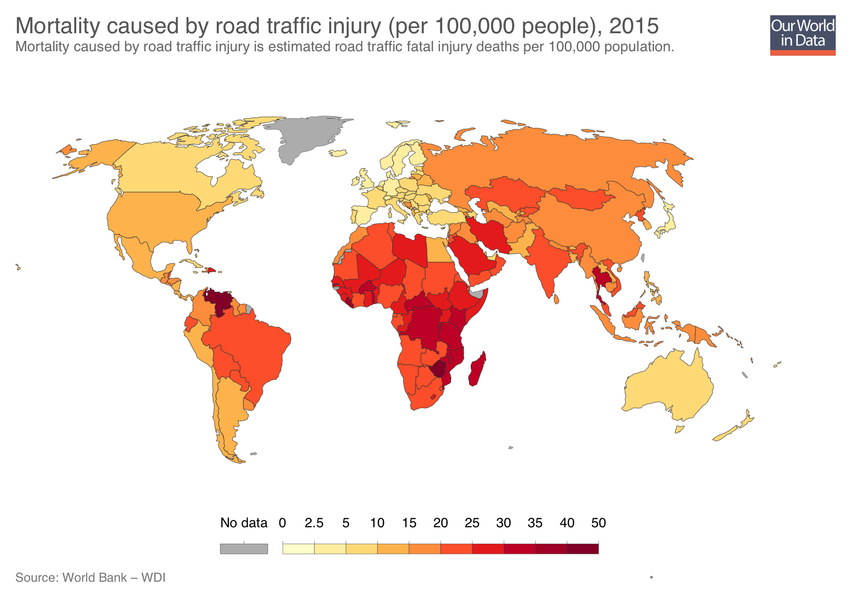 Mortality caused by road traffic injury (per 100,000 people), 2015
Mortality caused by road traffic injury is estimated road traffic fatal injury deaths per 100,000 population.
Our World
in Data
No data 0 2.5 5 10 15 20 25 30 35 40 50
Source: World Bank – WDI